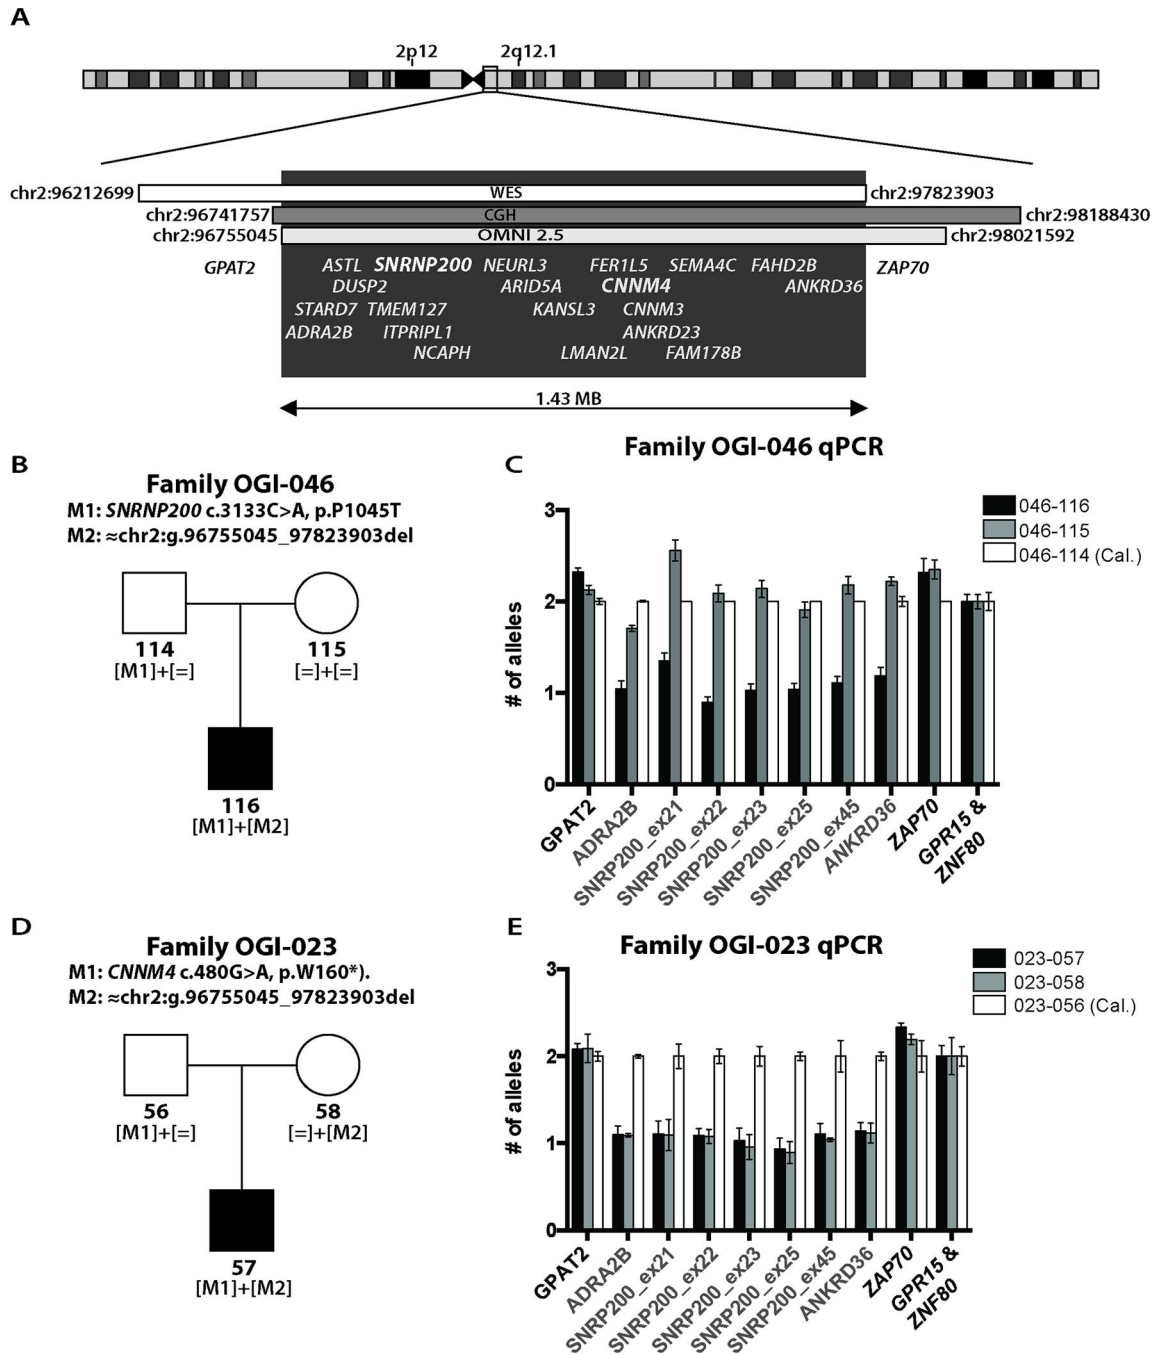 A
2p12 2q12.1
chr2:96212699 WES chr2:97823903
chr2:96741757 CGH chr2:98188430
chr2:96755045 OMNI 2.5 chr2:98021592
GPAT2 ASTL SNRNP200 NEURL3 FER1L5 SEMA4C FAHD2B ZAP70
DUSP2 ARID5A CNNM4 ANKRD36
STARD7 TMEM127 KANSL3 CNNM3
ADRA2B ITPRIPL1 ANKRD23
NCAPH LMAN2L FAM178B
1.43 MB
B
Family OGI-046
M1: SNRNP200 c.3133C>A, p.P1045T
M2: ≈chr2:g.96755045_97823903del
114 115
[M1]+[=] [=]+[=]
116
[M1]+[M2]
C
Family OGI-046 qPCR
046-116
046-115
046-114 (Cal.)
# of alleles
3
2
1
0
GPAT2
ADRA2B
SNRP200_ex21
SNRP200_ex22
SNRP200_ex23
SNRP200_ex25
SNRP200_ex45
ANKRD36
ZAP70
GPR15 &
ZNF80
D
Family OGI-023
M1: CNNM4 c.480G>A, p.W160*).
M2: ≈chr2:g.96755045_97823903del
56 58
[M1]+[=] [=]+[M2]
57
[M1]+[M2]
E
Family OGI-023 qPCR
023-057
023-058
023-056 (Cal.)
# of alleles
3
2
1
0
GPAT2
ADRA2B
SNRP200_ex21
SNRP200_ex22
SNRP200_ex23
SNRP200_ex25
SNRP200_ex45
ANKRD36
ZAP70
GPR15 &
ZNF80